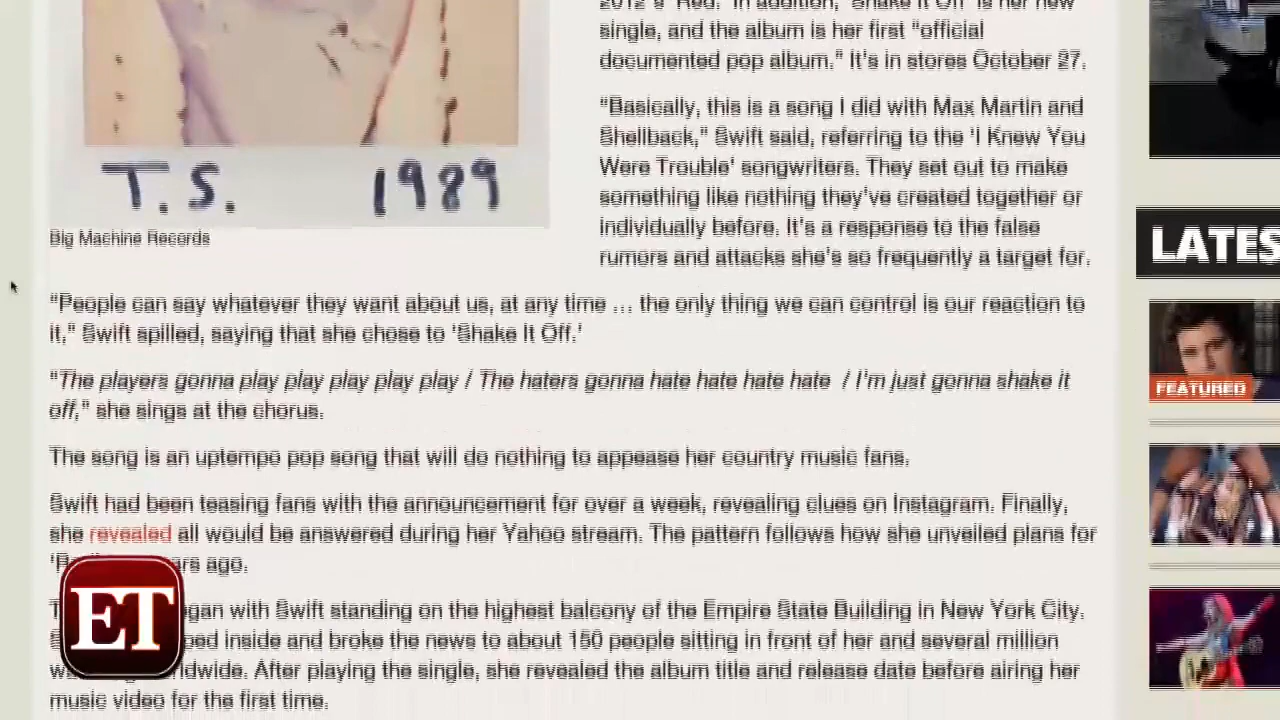 2012's 'Red.' In addition, 'Shake It Off' is her new
single, and the album is her first "official
documented pop album." It's in stores October 27.
"Basically, this is a song I did with Max Martin and
Shellback," Swift said, referring to the 'I Knew You
Were Trouble' songwriters. They set out to make
something like nothing they've created together or
individually before. It's a response to the false
rumors and attacks she's so frequently a target for.
T.S. 1989
Big Machine Records
"People can say whatever they want about us, at any time ... the only thing we can control is our reaction to
it," Swift spilled, saying that she chose to 'Shake It Off.'
"The players gonna play play play play play / The haters gonna hate hate hate hate / I'm just gonna shake it
off," she sings at the chorus.
The song is an uptempo pop song that will do nothing to appease her country music fans.
Swift had been teasing fans with the announcement for over a week, revealing clues on Instagram. Finally,
she revealed all would be answered during her Yahoo stream. The pattern follows how she unveiled plans for
ago.
with Swift standing on the highest balcony of the Empire State Building in New York City.
inside and broke the news to about 150 people sitting in front of her and several million
After playing the single, she revealed the album title and release date before airing her
music video for the first time.
ET
LATES
FEATURED